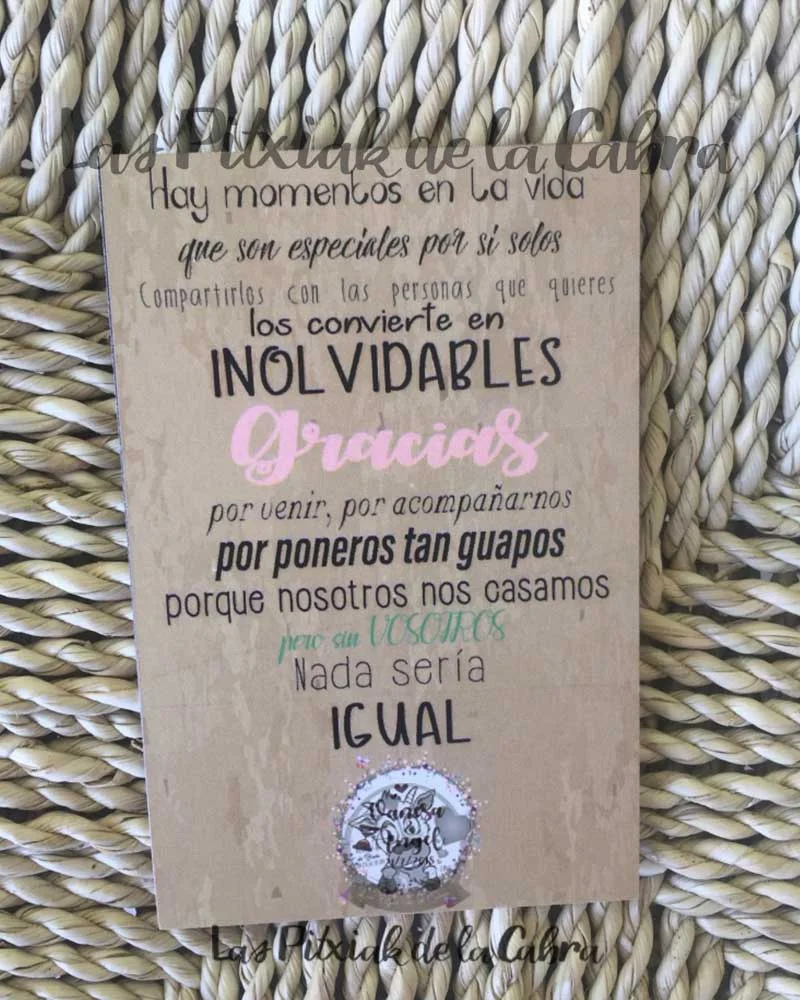 Las Pitxiak de la Cabra
Hay momentos en la vida
que son especiales por si solos
Compartirlos con las personas que quieres
los convierte en
INOLVIDABLES
Gracias
por venir, por acompañarnos
por poneros tan guapos
porque nosotros nos casamos
pero sin VOSOTROS
Nada sería
IGUAL
Las Pitxiak de la Cabra